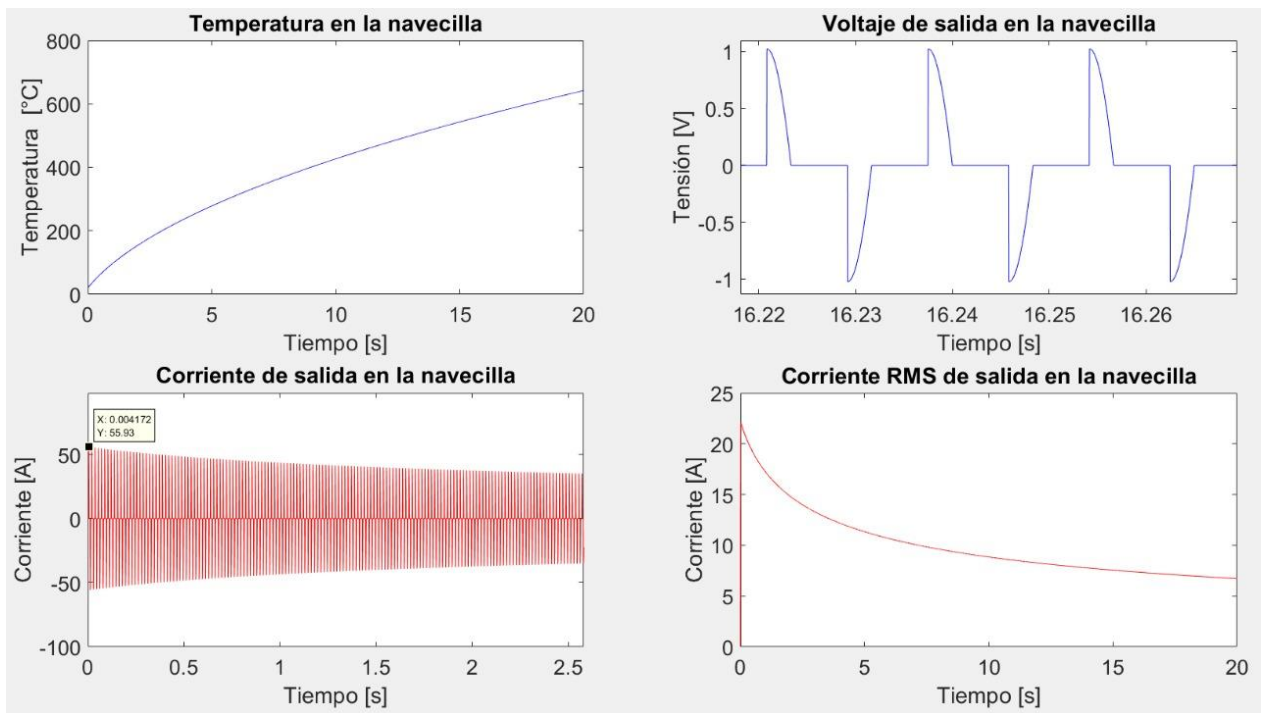 Temperatura en la navecilla
800
600
400
200
0
Temperatura [°C]
0 5 10 15 20
Tiempo [s]
Voltaje de salida en la navecilla
1
0.5
0
-0.5
-1
Tensión [V]
16.22 16.23 16.24 16.25 16.26
Tiempo [s]
Corriente de salida en la navecilla
X: 0.004172
Y: 55.93
50
0
-50
-100
Corriente [A]
0 0.5 1 1.5 2 2.5
Tiempo [s]
Corriente RMS de salida en la navecilla
25
20
15
10
5
0
Corriente [A]
0 5 10 15 20
Tiempo [s]